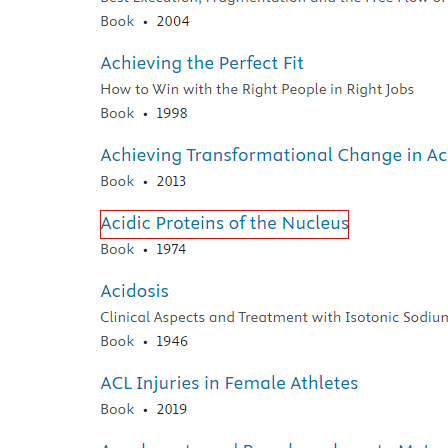 Book • 2004
Achieving the Perfect Fit
How to Win with the Right People in Right Jobs
Book • 1998
Achieving Transformational Change in Ac
Book • 2013
Acidic Proteins of the Nucleus
Book • 1974
Acidosis
Clinical Aspects and Treatment with Isotonic Sodium
Book • 1946
ACL Injuries in Female Athletes
Book • 2019